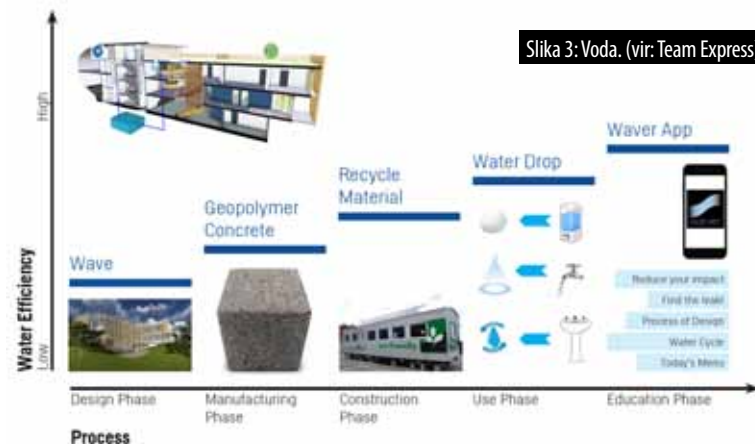 Slika 3: Voda. (vir: Team Express
High
Low
Water Efficiency
Wave
Geopolymer
Concrete
Recycle
Material
Water Drop
Waver App
Reduce your impact
Find the leak!
Process of Design
Water Cycle
Today's Menu
Design Phase
Manufacturing
Phase
Construction
Phase
Use Phase
Education Phase
Process